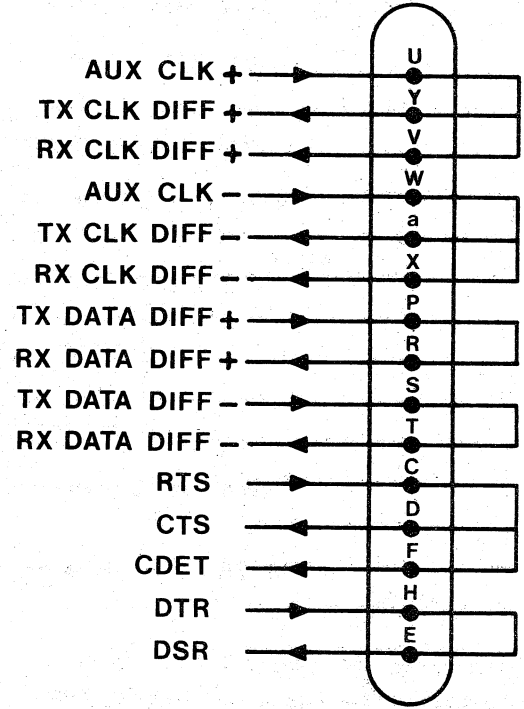 U
AUX CLK +
Y
TX CLK DIFF +
V
RX CLK DIFF +
W
AUX CLK -
a
TX CLK DIFF -
X
RX CLK DIFF -
P
TX DATA DIFF +
R
RX DATA DIFF +
S
TX DATA DIFF -
T
RX DATA DIFF -
C
RTS
D
CTS
F
CDET
H
DTR
E
DSR